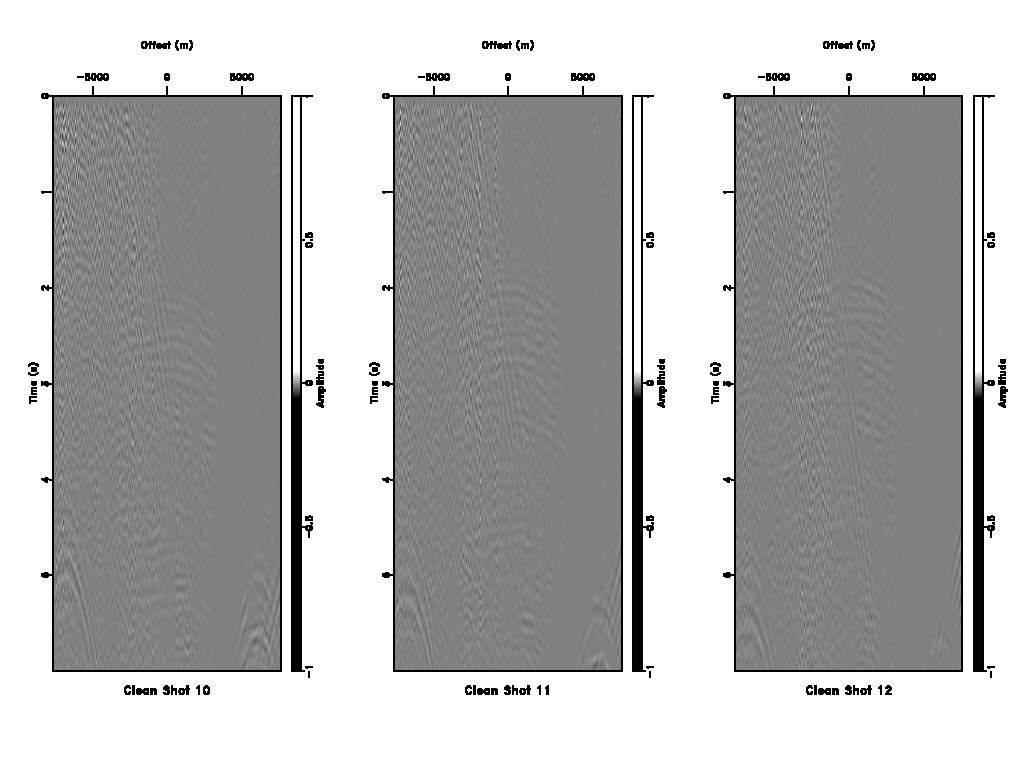 Offset (m) Offset (m) Offset (m)
−5000 0 5000 −5000 0 5000 −5000 0 5000
0 1 0 1 0 1
1 1 1
0.5 0.5 0.5
2 2 2
Time (s) Time (s) Time (s)
3 0 3 0 3 0
Amplitude Amplitude Amplitude
4 4 4
−0.5 −0.5 −0.5
5 5 5
−1 −1 −1
Clean Shot 10 Clean Shot 11 Clean Shot 12